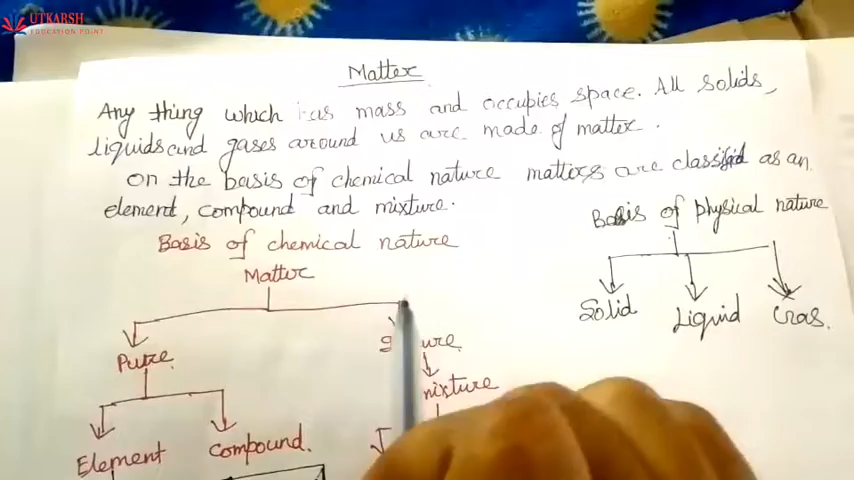 UTKARSH
EDUCATION POINT
Matter
Any thing which has mass and occupies space. All solids,
liquids and gases around us are made of matter.
on the basis of chemical nature matters are classified as an
element, compound and mixture.
Basis of chemical nature
Basis of physical nature
Matter
Solid
Liquid
Gas.
Pure.
mixture
Element
Compound.